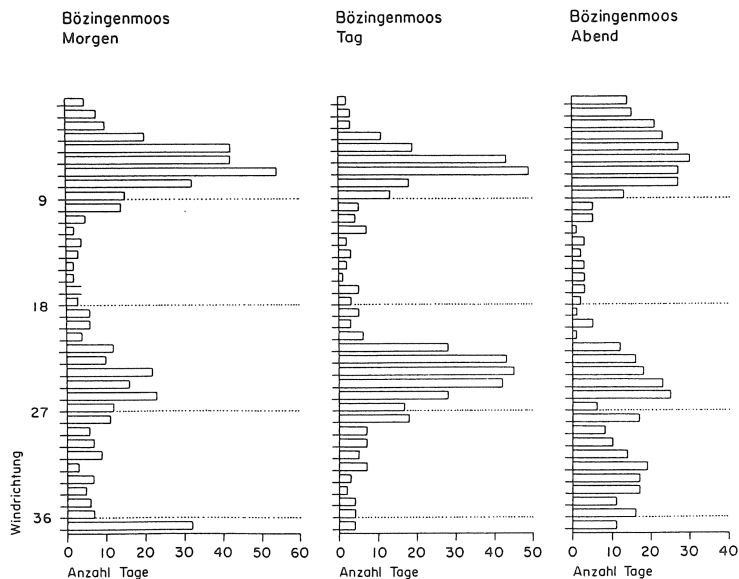 Bözingenmoos
Morgen
Bözingenmoos
Tag
Bözingenmoos
Abend
9
18
27
36
Windrichtung
0 10 20 30 40 50 60
Anzahl Tage
0 10 20 30 40 50
Anzahl Tage
0 10 20 30 40
Anzahl Tage